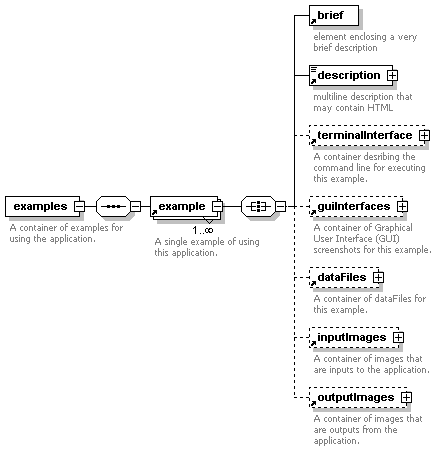 brief
element enclosing a very
brief description
description
multiline description that
may contain HTML
terminalInterface
A container desribing the
command line for executing
this example.
examples
A container of examples for
using the application.
example
1..∞
A single example of using
this application.
guiInterfaces
A container of Graphical
User Interface (GUI)
screenshots for this example.
dataFiles
A container of dataFiles for
this example.
inputImages
A container of images that
are inputs to the application.
outputImages
A container of images that
are outputs from the
application.